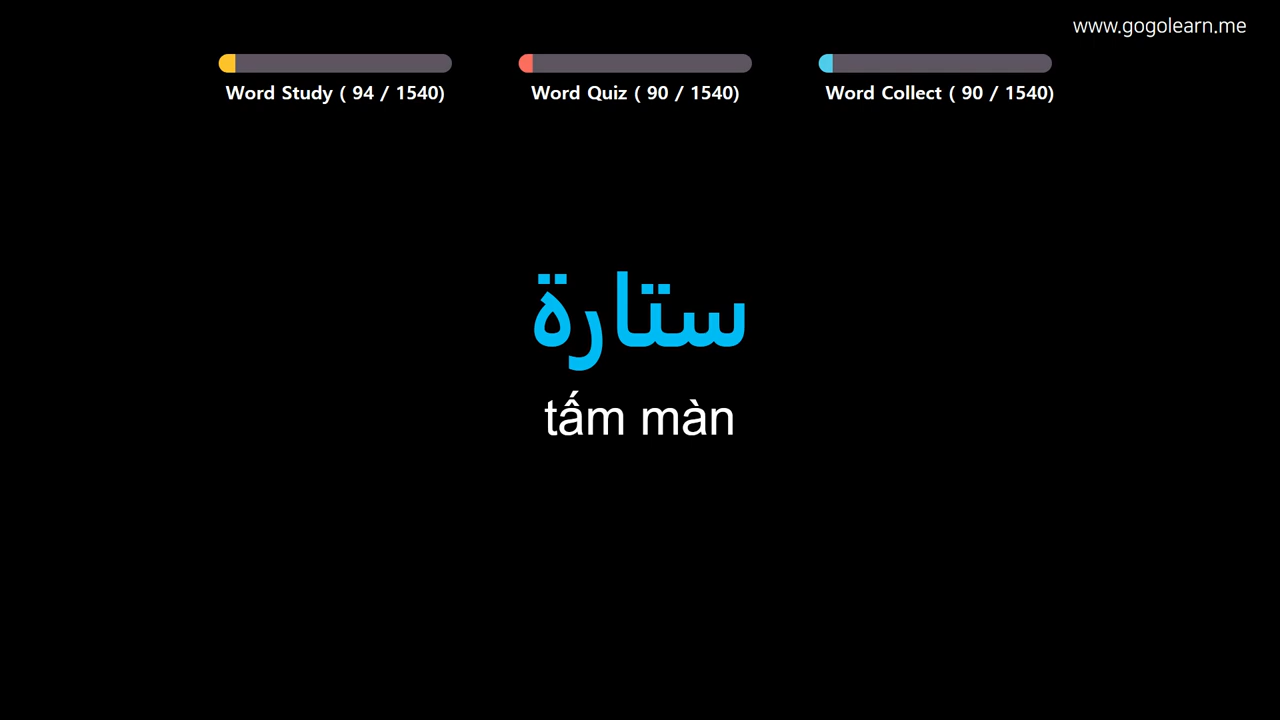 www.gogolearn.me
Word Study ( 94 / 1540)
Word Quiz ( 90 / 1540)
Word Collect ( 90 / 1540)
ستارة
tấm màn